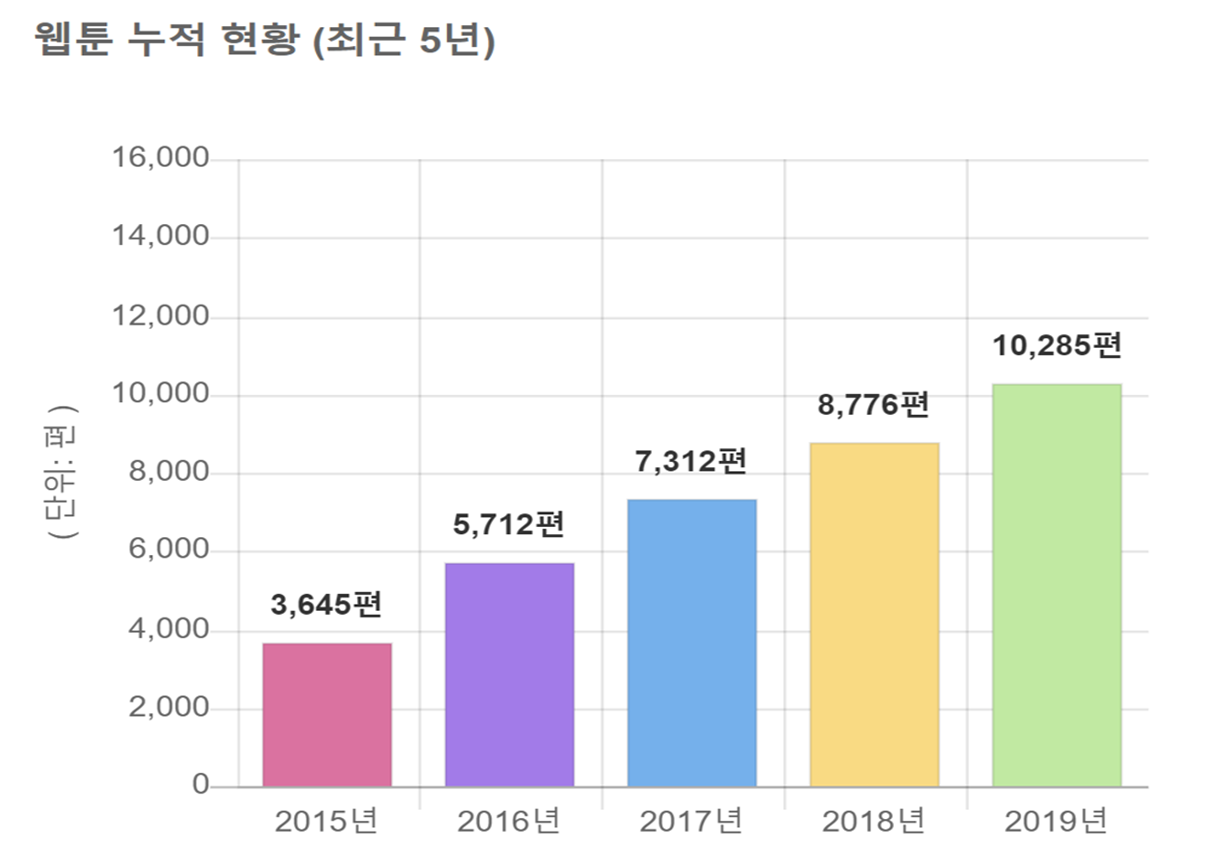 웹툰 누적 현황 (최근 5년)
16,000
14,000
12,000
10,000
8,000
6,000
4,000
2,000
0
( 단위: 편 )
3,645편
5,712편
7,312편
8,776편
10,285편
2015년 2016년 2017년 2018년 2019년